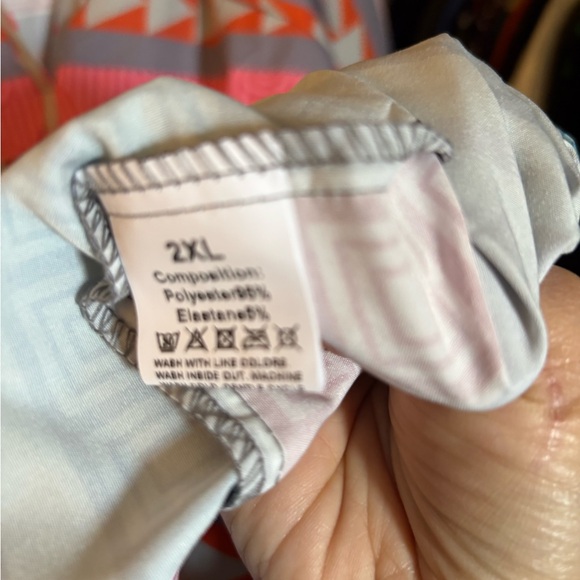 2XL
Composition:
Polyester95%
Elastane5%
WASH WITH LIKE COLORS
WASH INSIDE OUT. MACHINE